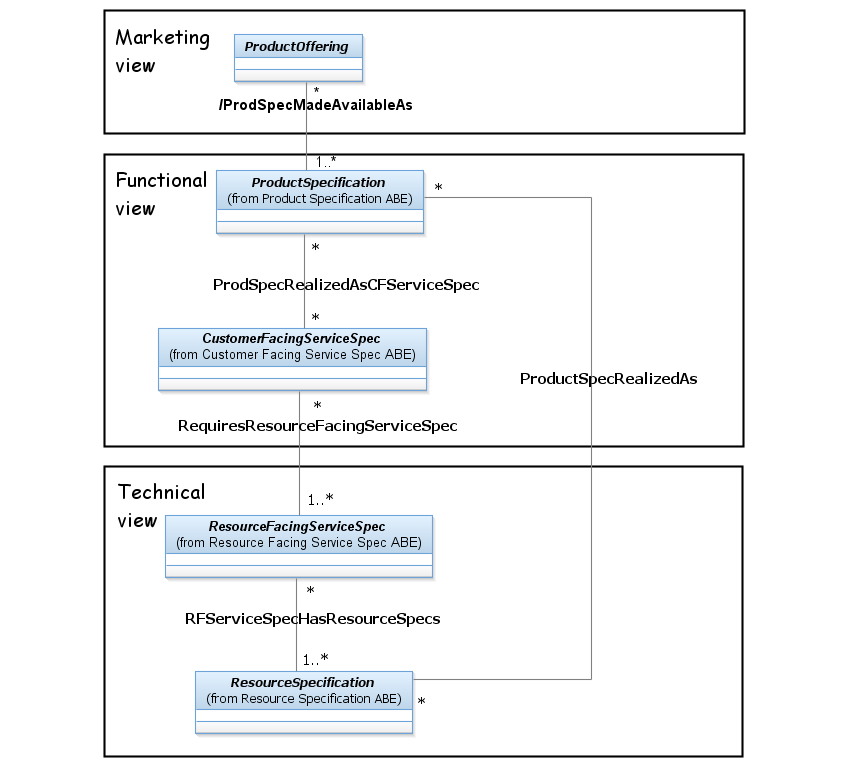 Marketing
view
ProductOffering
*
/ProdSpecMadeAvailableAs
1..*
Functional
view
ProductSpecification
(from Product Specification ABE)
*
*
ProdSpecRealizedAsCFServiceSpec
*
CustomerFacingServiceSpec
(from Customer Facing Service Spec ABE)
ProductSpecRealizedAs
*
RequiresResourceFacingServiceSpec
Technical
view
1..*
ResourceFacingServiceSpec
(from Resource Facing Service Spec ABE)
*
RFServiceSpecHasResourceSpecs
1..*
ResourceSpecification
(from Resource Specification ABE)
*